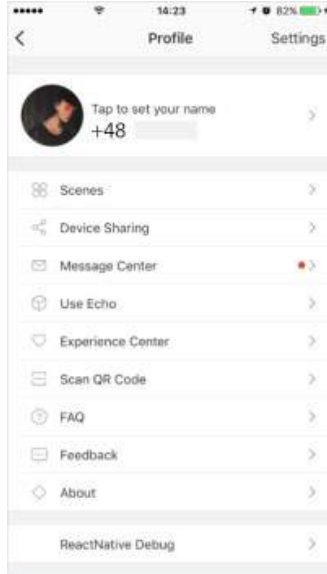 14:23
82%
Profile
Settings
Tap to set your name
+48
Scenes
Device Sharing
Message Center
Use Echo
Experience Center
Scan QR Code
FAQ
Feedback
About
ReactNative Debug